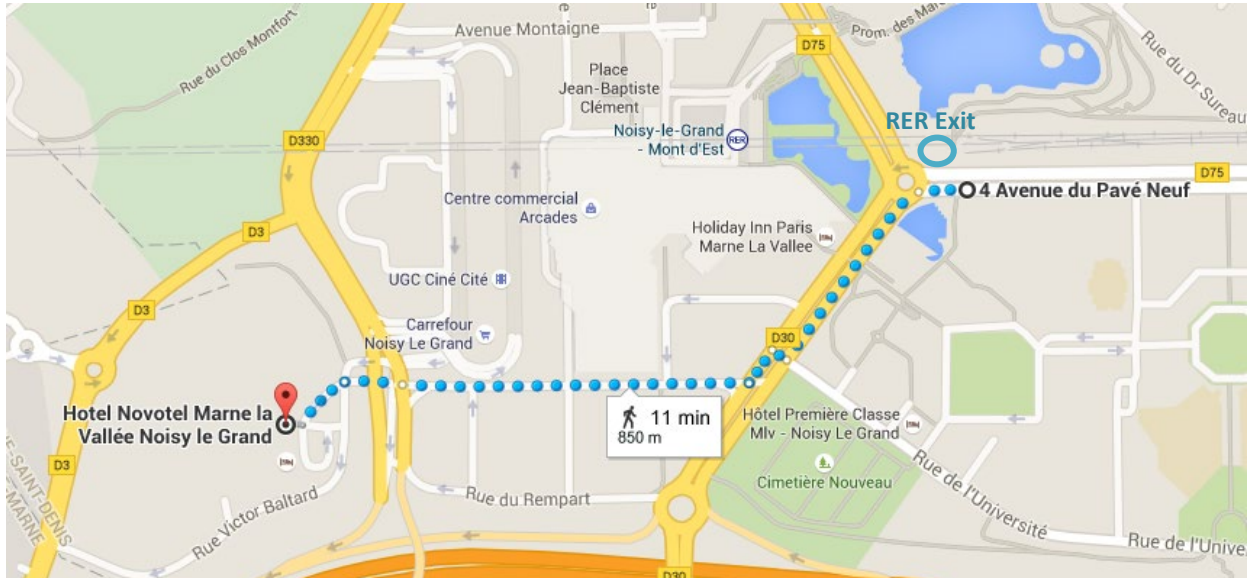 Rue du Clos Montfort
Avenue Montaigne
D75
Prom. des Mar
Rue du Dr Sureau
Place
Jean-Baptiste
Clément
RER Exit
D330
Noisy-le-Grand
- Mont d'Est
RER
D75
4 Avenue du Pavé Neuf
Centre commercial
Arcades
D3
Holiday Inn Paris
Marne La Vallee
UGC Ciné Cité
D3
Carrefour
Noisy Le Grand
D30
Hotel Novotel Marne la
Vallée Noisy le Grand
11 min
850 m
Hôtel Première Classe
Mlv - Noisy Le Grand
D3
Cimetière Nouveau
Rue du Rempart
Rue Victor Baltard
Rue de l'Université
Rue de l'Univer
E-SAINT-DENIS
MARNE
D30